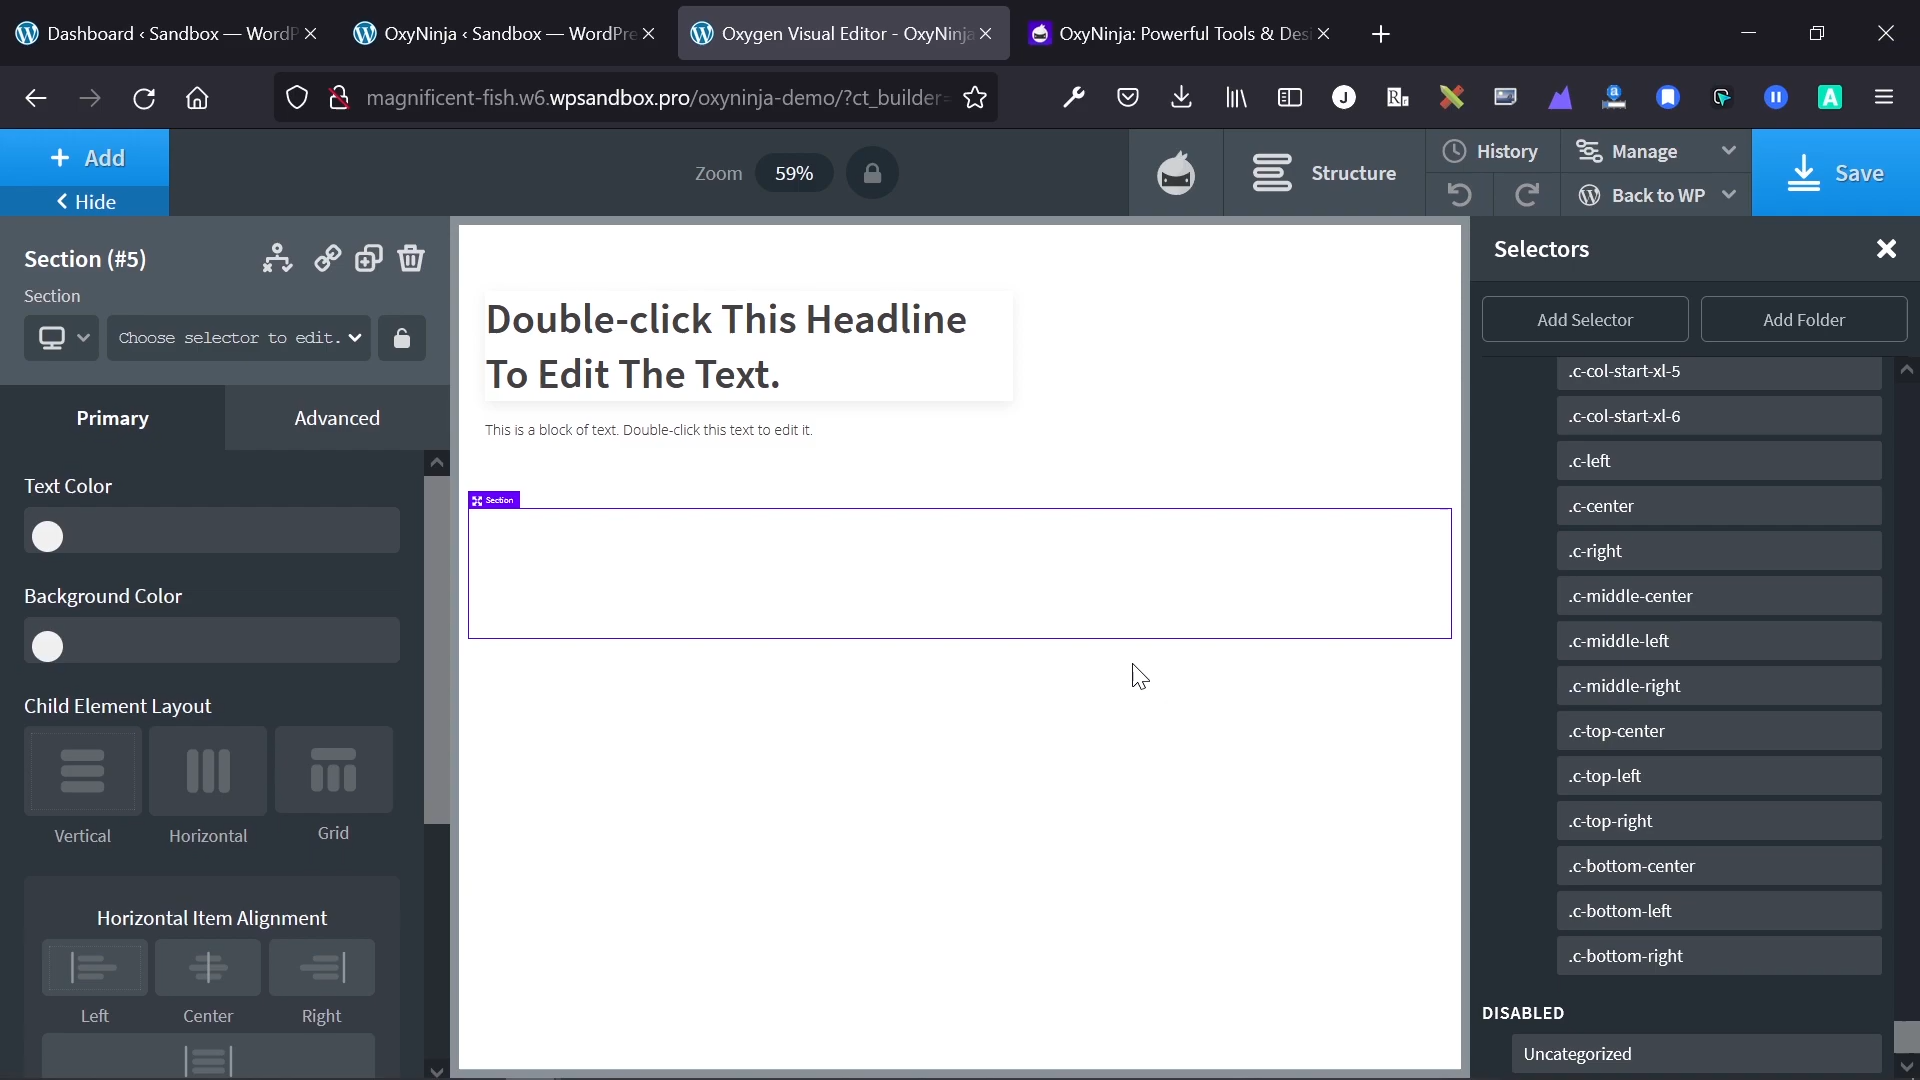 Dashboard ‹ Sandbox — WordP
OxyNinja ‹ Sandbox — WordPre
Oxygen Visual Editor - OxyNinja
OxyNinja: Powerful Tools & Desi
magnificent-fish.w6.wpsandbox.pro/oxyninja-demo/?ct_builder=
+ Add
Hide
Zoom
59%
Structure
History
Manage
Back to WP
Save
Section (#5)
Section
Choose selector to edit.
Primary
Advanced
Text Color
Background Color
Child Element Layout
Vertical
Horizontal
Grid
Horizontal Item Alignment
Left
Center
Right
Double-click This Headline
To Edit The Text.
This is a block of text. Double-click this text to edit it.
Section
Selectors
Add Selector
Add Folder
.c-col-start-xl-5
.c-col-start-xl-6
.c-left
.c-center
.c-right
.c-middle-center
.c-middle-left
.c-middle-right
.c-top-center
.c-top-left
.c-top-right
.c-bottom-center
.c-bottom-left
.c-bottom-right
DISABLED
Uncategorized